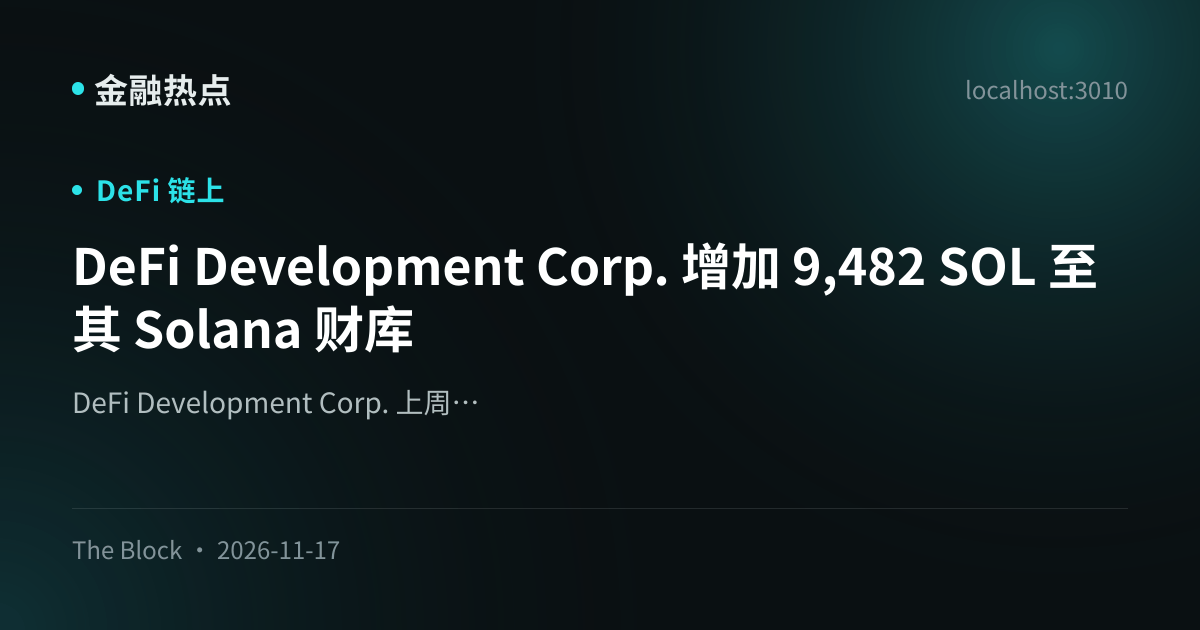 金融热点
localhost:3010
DeFi 链上
DeFi Development Corp. 增加 9,482 SOL 至
其 Solana 财库
DeFi Development Corp. 上周…
The Block · 2026-11-17